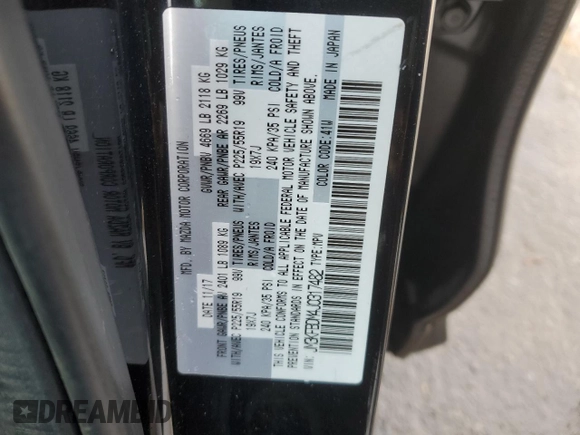 MFD. BY MAZDA MOTOR CORPORATION
DATE 11/17 GVWR/PNBV 4669 LB 2118 KG
FRONT GAWR/PNBE AV 2401 LB 1089 KG REAR GAWR/PNBE AR 2269 LB 1029 KG
WITH/AVEC P225/55R19 99V TIRES/PNEUS WITH/AVEC P225/55R19 99V TIRES/PNEUS
19X7J RIMS/JANTES 19X7J RIMS/JANTES
240 KPA/35 PSI COLD/A FROID 240 KPA/35 PSI COLD/A FROID
THIS VEHICLE CONFORMS TO ALL APPLICABLE FEDERAL MOTOR VEHICLE SAFETY AND THEFT
PREVENTION STANDARDS IN EFFECT ON THE DATE OF MANUFACTURE SHOWN ABOVE.
VIN: JM3KFBDM4J0317482 TYPE:MPV COLOR CODE:41W MADE IN JAPAN
DREAMBID